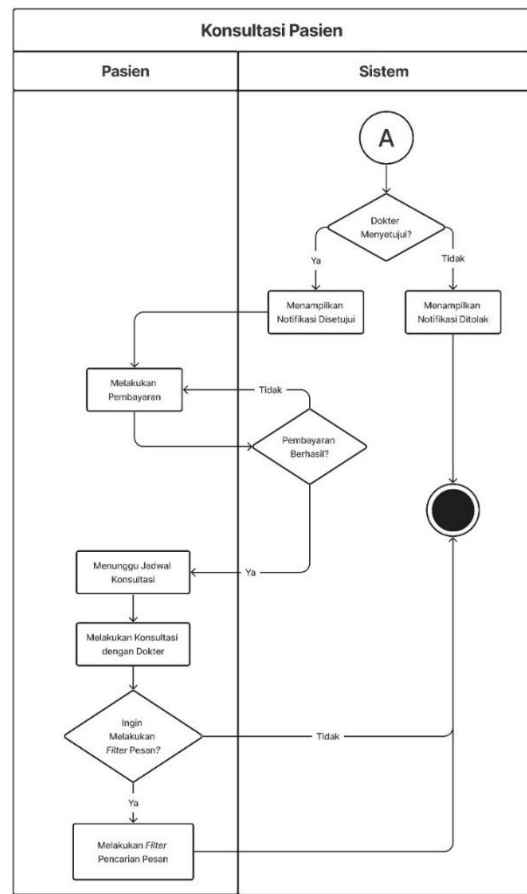 Konsultasi Pasien
Pasien
Sistem
A
Dokter
Menyetujui?
Ya
Tidak
Menampilkan
Notifikasi Disetujui
Menampilkan
Notifikasi Ditolak
Melakukan
Pembayaran
Tidak
Pembayaran
Berhasil?
Menunggu Jadwal
Konsultasi
Ya
Melakukan Konsultasi
dengan Dokter
Ingin
Melakukan
Filter Pesan?
Tidak
Ya
Melakukan Filter
Pencarian Pesan